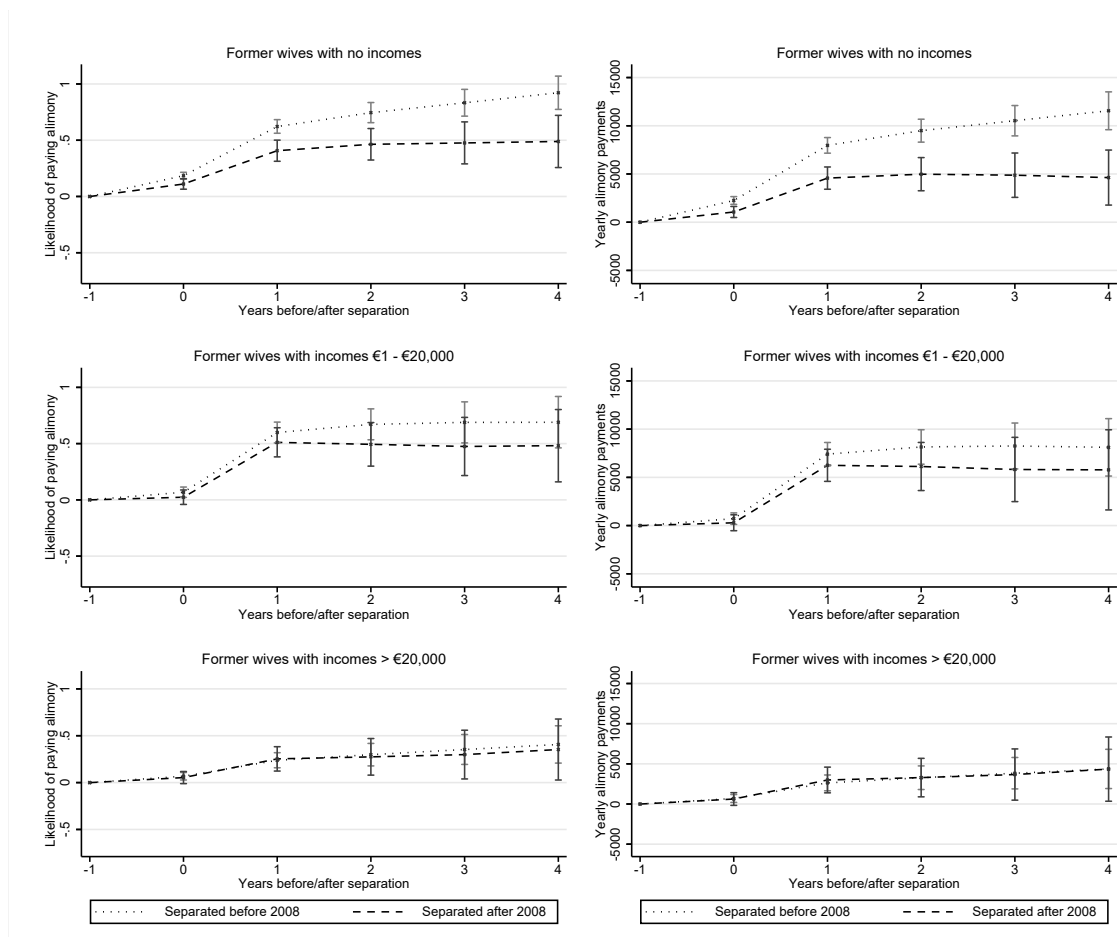 Former wives with no incomes
Likelihood of paying alimony
1
.5
0
-.5
-1 0 1 2 3 4
Years before/after separation
Former wives with no incomes
Yearly alimony payments
15000
10000
5000
0
-5000
-1 0 1 2 3 4
Years before/after separation
Former wives with incomes €1 - €20,000
Likelihood of paying alimony
1
.5
0
-.5
-1 0 1 2 3 4
Years before/after separation
Former wives with incomes €1 - €20,000
Yearly alimony payments
15000
10000
5000
0
-5000
-1 0 1 2 3 4
Years before/after separation
Former wives with incomes > €20,000
Likelihood of paying alimony
1
.5
0
-.5
-1 0 1 2 3 4
Years before/after separation
Former wives with incomes > €20,000
Yearly alimony payments
15000
10000
5000
0
-5000
-1 0 1 2 3 4
Years before/after separation
Separated before 2008 Separated after 2008
Separated before 2008 Separated after 2008